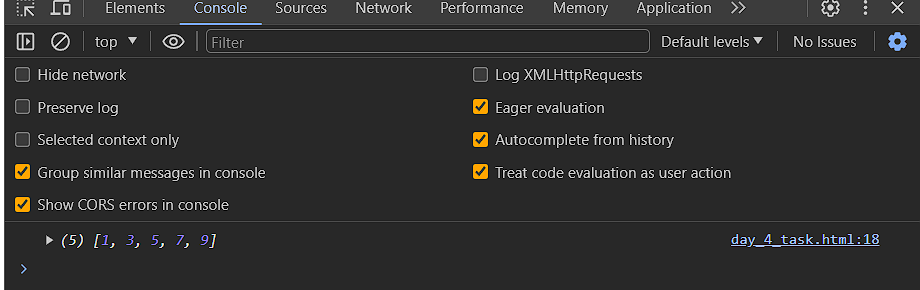 Elements Console Sources Network Performance Memory Application
top Filter Default levels No Issues
Hide network Log XMLHttpRequests
Preserve log Eager evaluation
Selected context only Autocomplete from history
Group similar messages in console Treat code evaluation as user action
Show CORS errors in console
(5) [1, 3, 5, 7, 9] day_4_task.html:18